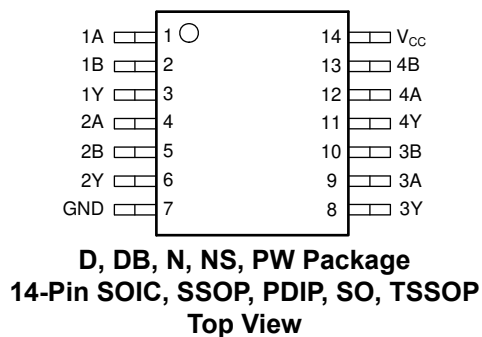 1A 1 14 VCC
1B 2 13 4B
1Y 3 12 4A
2A 4 11 4Y
2B 5 10 3B
2Y 6 9 3A
GND 7 8 3Y
D, DB, N, NS, PW Package
14-Pin SOIC, SSOP, PDIP, SO, TSSOP
Top View